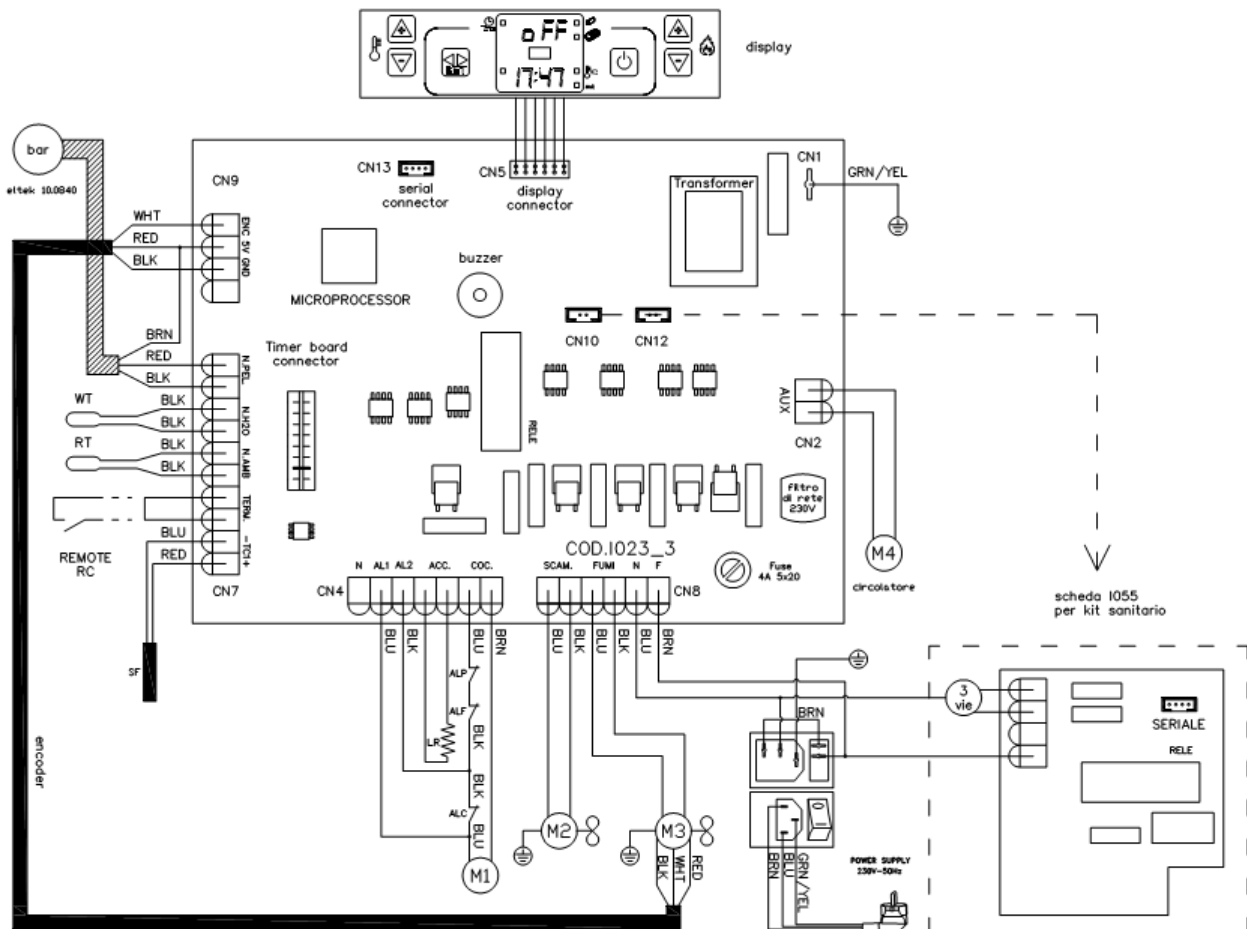 oFF
17:47
display
bar
eltek 10.0840
CN9
CN13
serial
connector
CN5
display
connector
Transformer
CN1
GRN/YEL
WHT
RED
BLK
ENC
5V
GND
MICROPROCESSOR
buzzer
BRN
RED
BLK
N.PEL
Timer board
connector
CN10
CN12
WT
BLK
BLK
N.H2O
RT
BLK
BLK
N.AMB
TERM.
REMOTE
RC
BLU
RED
-TC1+
CN7
RELE
AUX
CN2
filtro
di rete
230V
M4
circolatore
COD.I023_3
Fuse
4A 5x20
CN4
N
AL1
AL2
ACC.
COC.
SCAM.
FUMI
N
F
CN8
BLU
BLK
BLU
BRN
BLU
BLK
BLU
BLK
BLU
BRN
ALP
ALF
BLK
LR
BLK
ALC
BLU
M1
M2
M3
BLK
WHT
RED
SF
encoder
BRN
BRN
BLU
GRN/YEL
POWER SUPPLY
230V-50Hz
scheda I055
per kit sanitario
3
vie
SERIALE
RELE